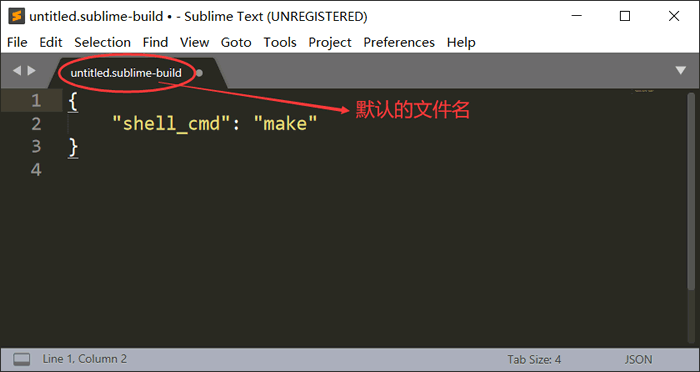 untitled.sublime-build • - Sublime Text (UNREGISTERED)
File Edit Selection Find View Goto Tools Project Preferences Help
untitled.sublime-build
默认的文件名
1 {
2 "shell_cmd": "make"
3 }
4
Line 1, Column 2 Tab Size: 4 JSON